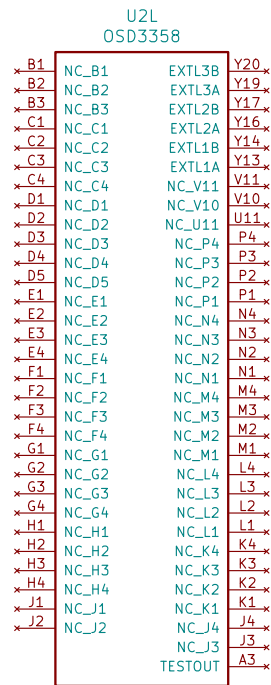 U2L
OSD3358
B1 NC_B1 EXTL3B Y20
B2 NC_B2 EXTL3A Y19
B3 NC_B3 EXTL2B Y17
C1 NC_C1 EXTL2A Y16
C2 NC_C2 EXTL1B Y14
C3 NC_C3 EXTL1A Y13
C4 NC_C4 NC_V11 V11
D1 NC_D1 NC_V10 V10
D2 NC_D2 NC_U11 U11
D3 NC_D3 NC_P4 P4
D4 NC_D4 NC_P3 P3
D5 NC_D5 NC_P2 P2
E1 NC_E1 NC_P1 P1
E2 NC_E2 NC_N4 N4
E3 NC_E3 NC_N3 N3
E4 NC_E4 NC_N2 N2
F1 NC_F1 NC_N1 N1
F2 NC_F2 NC_M4 M4
F3 NC_F3 NC_M3 M3
F4 NC_F4 NC_M2 M2
G1 NC_G1 NC_M1 M1
G2 NC_G2 NC_L4 L4
G3 NC_G3 NC_L3 L3
G4 NC_G4 NC_L2 L2
H1 NC_H1 NC_L1 L1
H2 NC_H2 NC_K4 K4
H3 NC_H3 NC_K3 K3
H4 NC_H4 NC_K2 K2
J1 NC_J1 NC_K1 K1
J2 NC_J2 NC_J4 J4
NC_J3 J3
TESTOUT A3